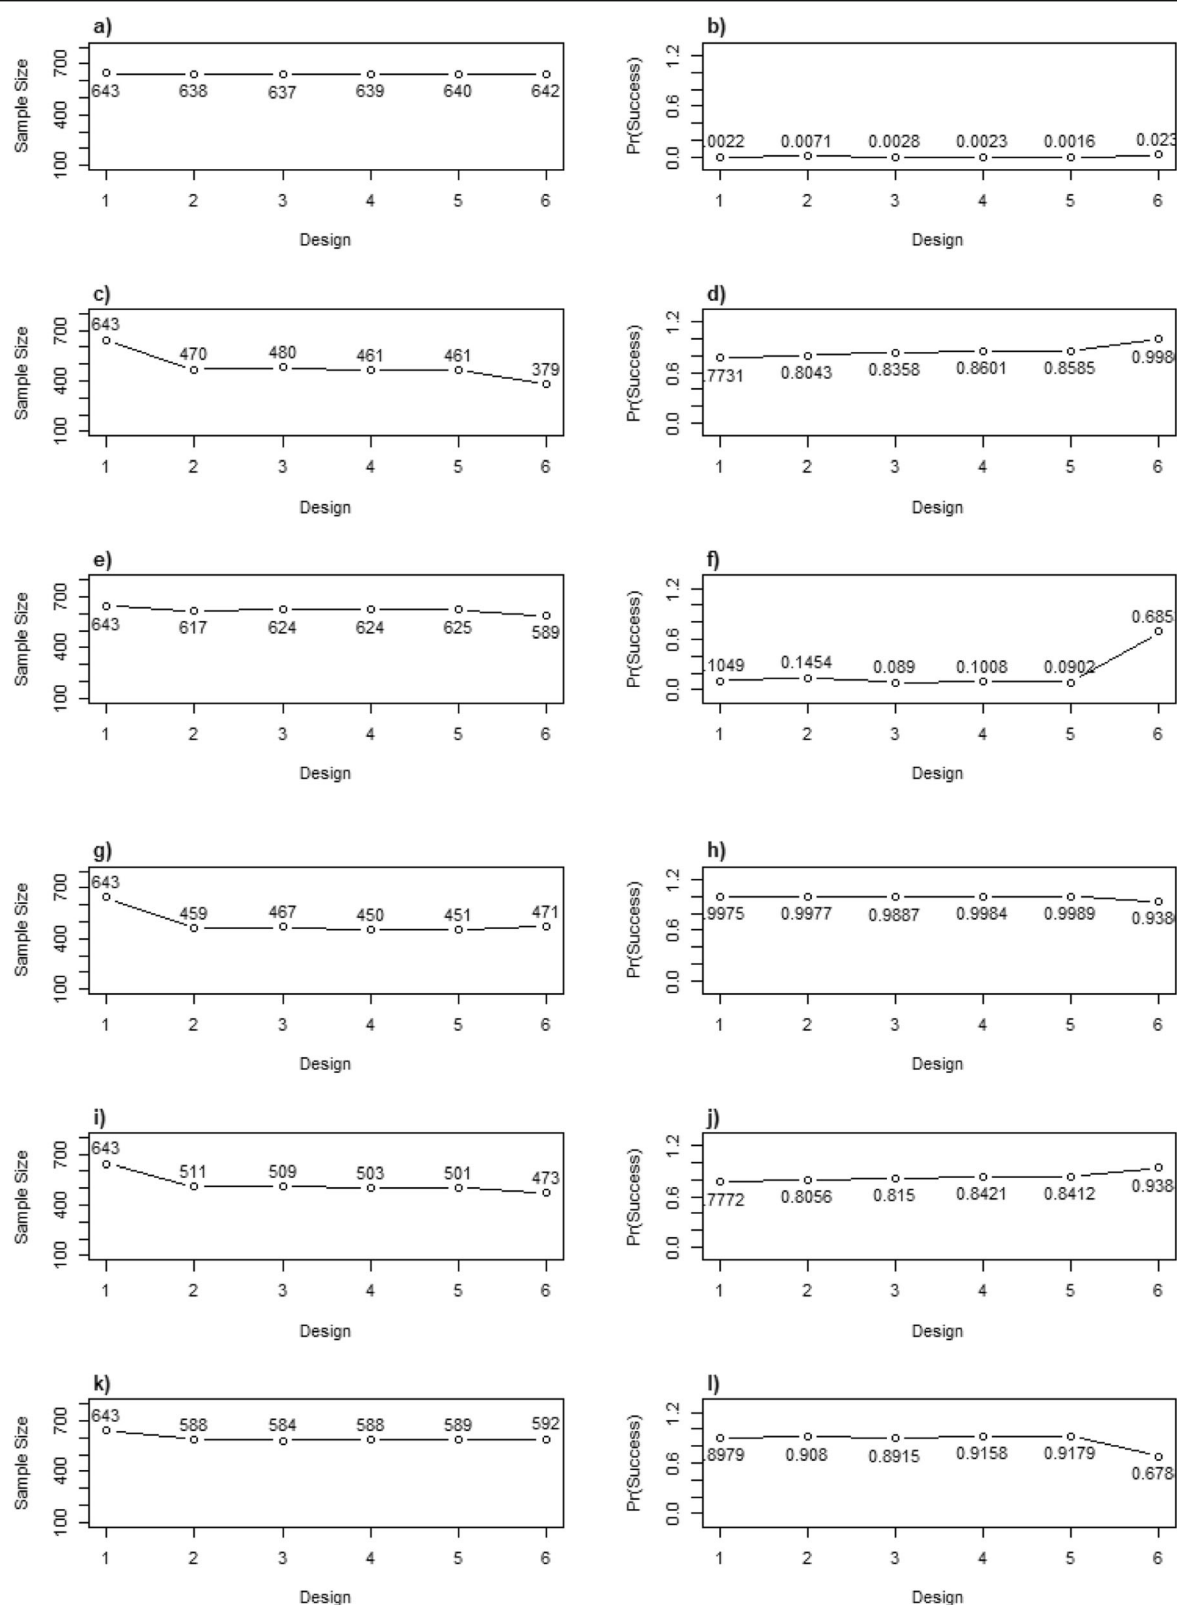 a)
Sample Size
700
400
100
643 638 637 639 640 642
1 2 3 4 5 6
Design
b)
Pr(Success)
1.2
0.6
0.0
.0022 0.0071 0.0028 0.0023 0.0016 0.023
1 2 3 4 5 6
Design
c)
Sample Size
700
400
100
643 470 480 461 461 379
1 2 3 4 5 6
Design
d)
Pr(Success)
1.2
0.6
0.0
.7731 0.8043 0.8358 0.8601 0.8585 0.998
1 2 3 4 5 6
Design
e)
Sample Size
700
400
100
643 617 624 624 625 589
1 2 3 4 5 6
Design
f)
Pr(Success)
1.2
0.6
0.0
.1049 0.1454 0.089 0.1008 0.0902 0.685
1 2 3 4 5 6
Design
g)
Sample Size
700
400
100
643 459 467 450 451 471
1 2 3 4 5 6
Design
h)
Pr(Success)
1.2
0.6
0.0
.9975 0.9977 0.9887 0.9984 0.9989 0.938
1 2 3 4 5 6
Design
i)
Sample Size
700
400
100
643 511 509 503 501 473
1 2 3 4 5 6
Design
j)
Pr(Success)
1.2
0.6
0.0
.7772 0.8056 0.815 0.8421 0.8412 0.938
1 2 3 4 5 6
Design
k)
Sample Size
700
400
100
643 588 584 588 589 592
1 2 3 4 5 6
Design
l)
Pr(Success)
1.2
0.6
0.0
.8979 0.908 0.8915 0.9158 0.9179 0.678
1 2 3 4 5 6
Design